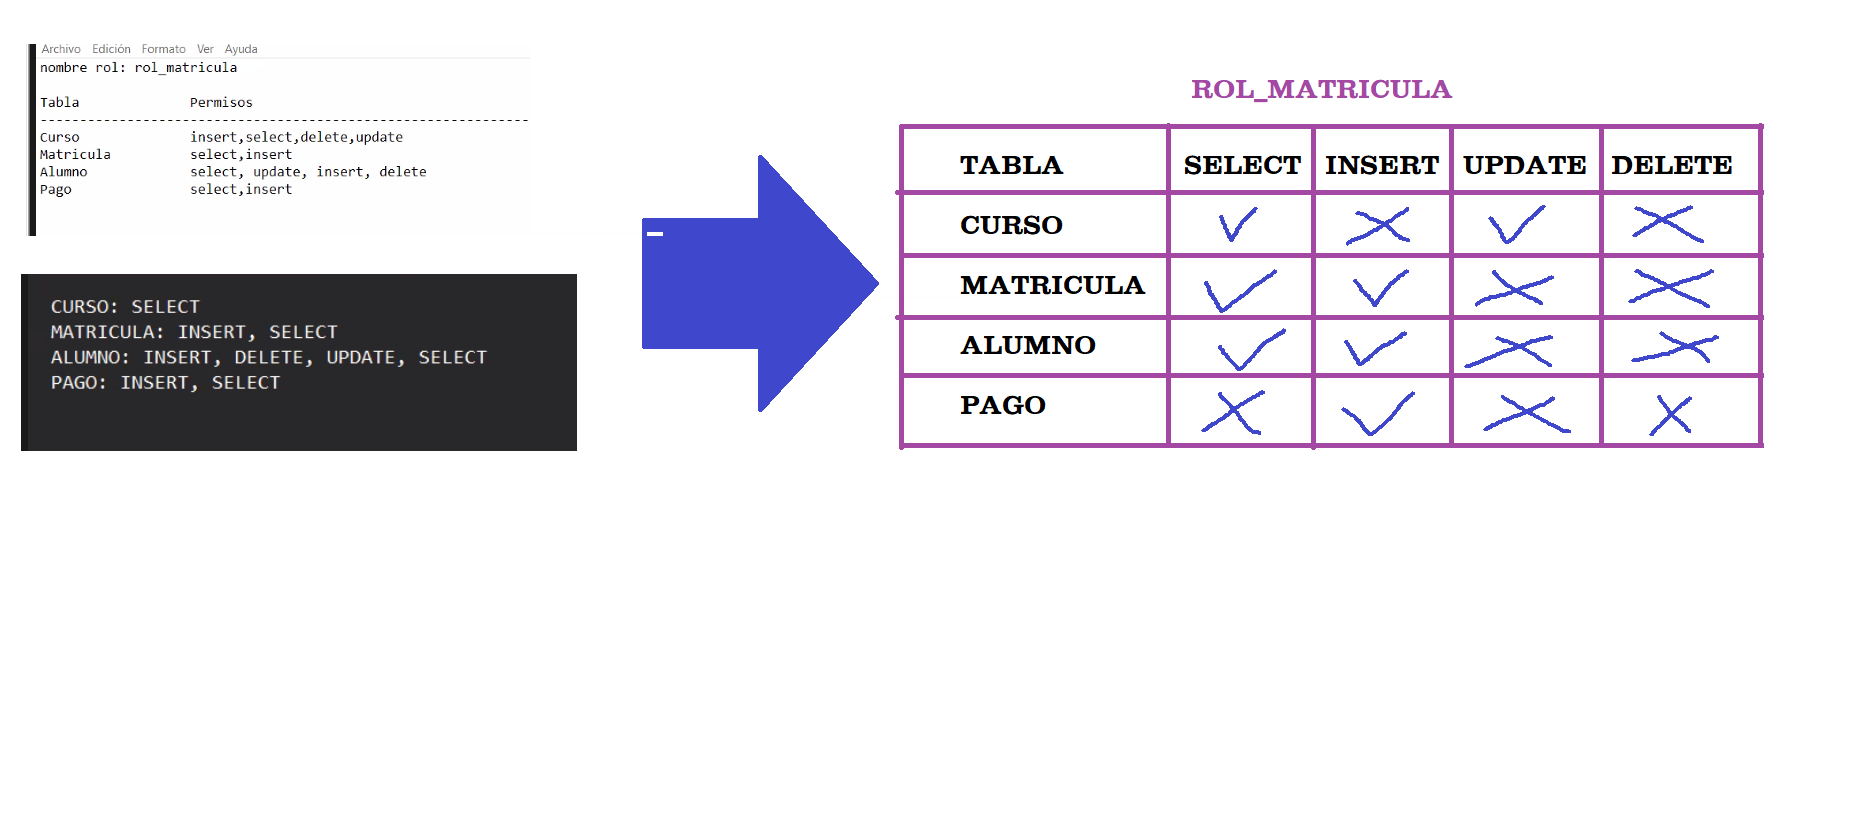 Archivo Edición Formato Ver Ayuda
nombre rol: rol_matricula
Tabla Permisos
--------------------------------------------------------------
Curso insert,select,delete,update
Matricula select,insert
Alumno select, update, insert, delete
Pago select,insert
CURSO: SELECT
MATRICULA: INSERT, SELECT
ALUMNO: INSERT, DELETE, UPDATE, SELECT
PAGO: INSERT, SELECT
ROL_MATRICULA
TABLA SELECT INSERT UPDATE DELETE
CURSO ✓ ✗ ✓ ✗
MATRICULA ✓ ✓ ✗ ✗
ALUMNO ✓ ✓ ✗ ✗
PAGO ✗ ✓ ✗ ✗